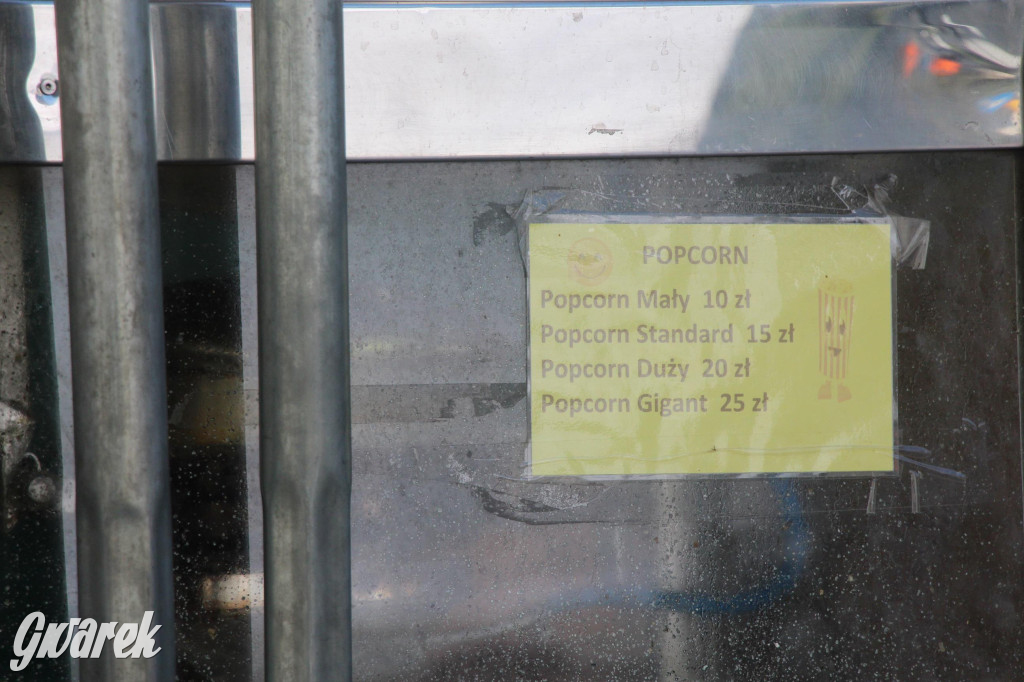 POPCORN
Popcorn Mały 10 zł
Popcorn Standard 15 zł
Popcorn Duży 20 zł
Popcorn Gigant 25 zł
Gwarek